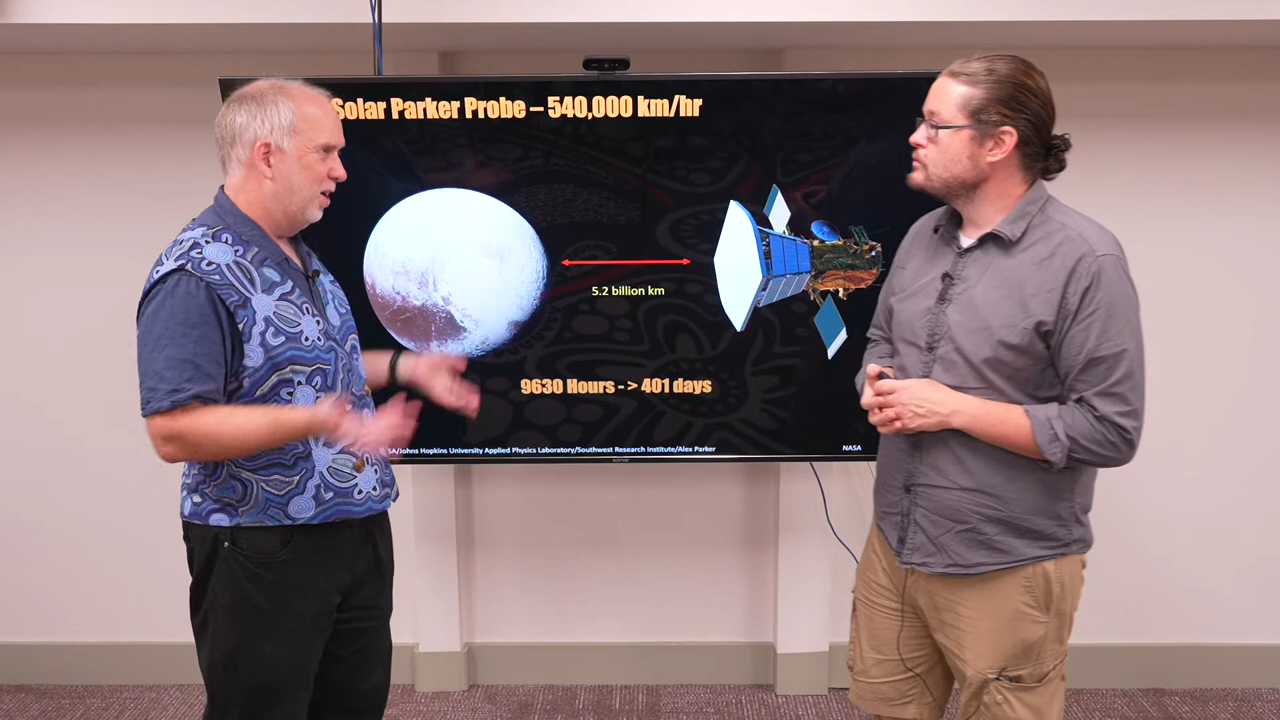 Solar Parker Probe – 540,000 km/hr
5.2 billion km
9630 Hours - > 401 days
/Johns Hopkins University Applied Physics Laboratory/Southwest Research Institute/Alex Parker
NASA